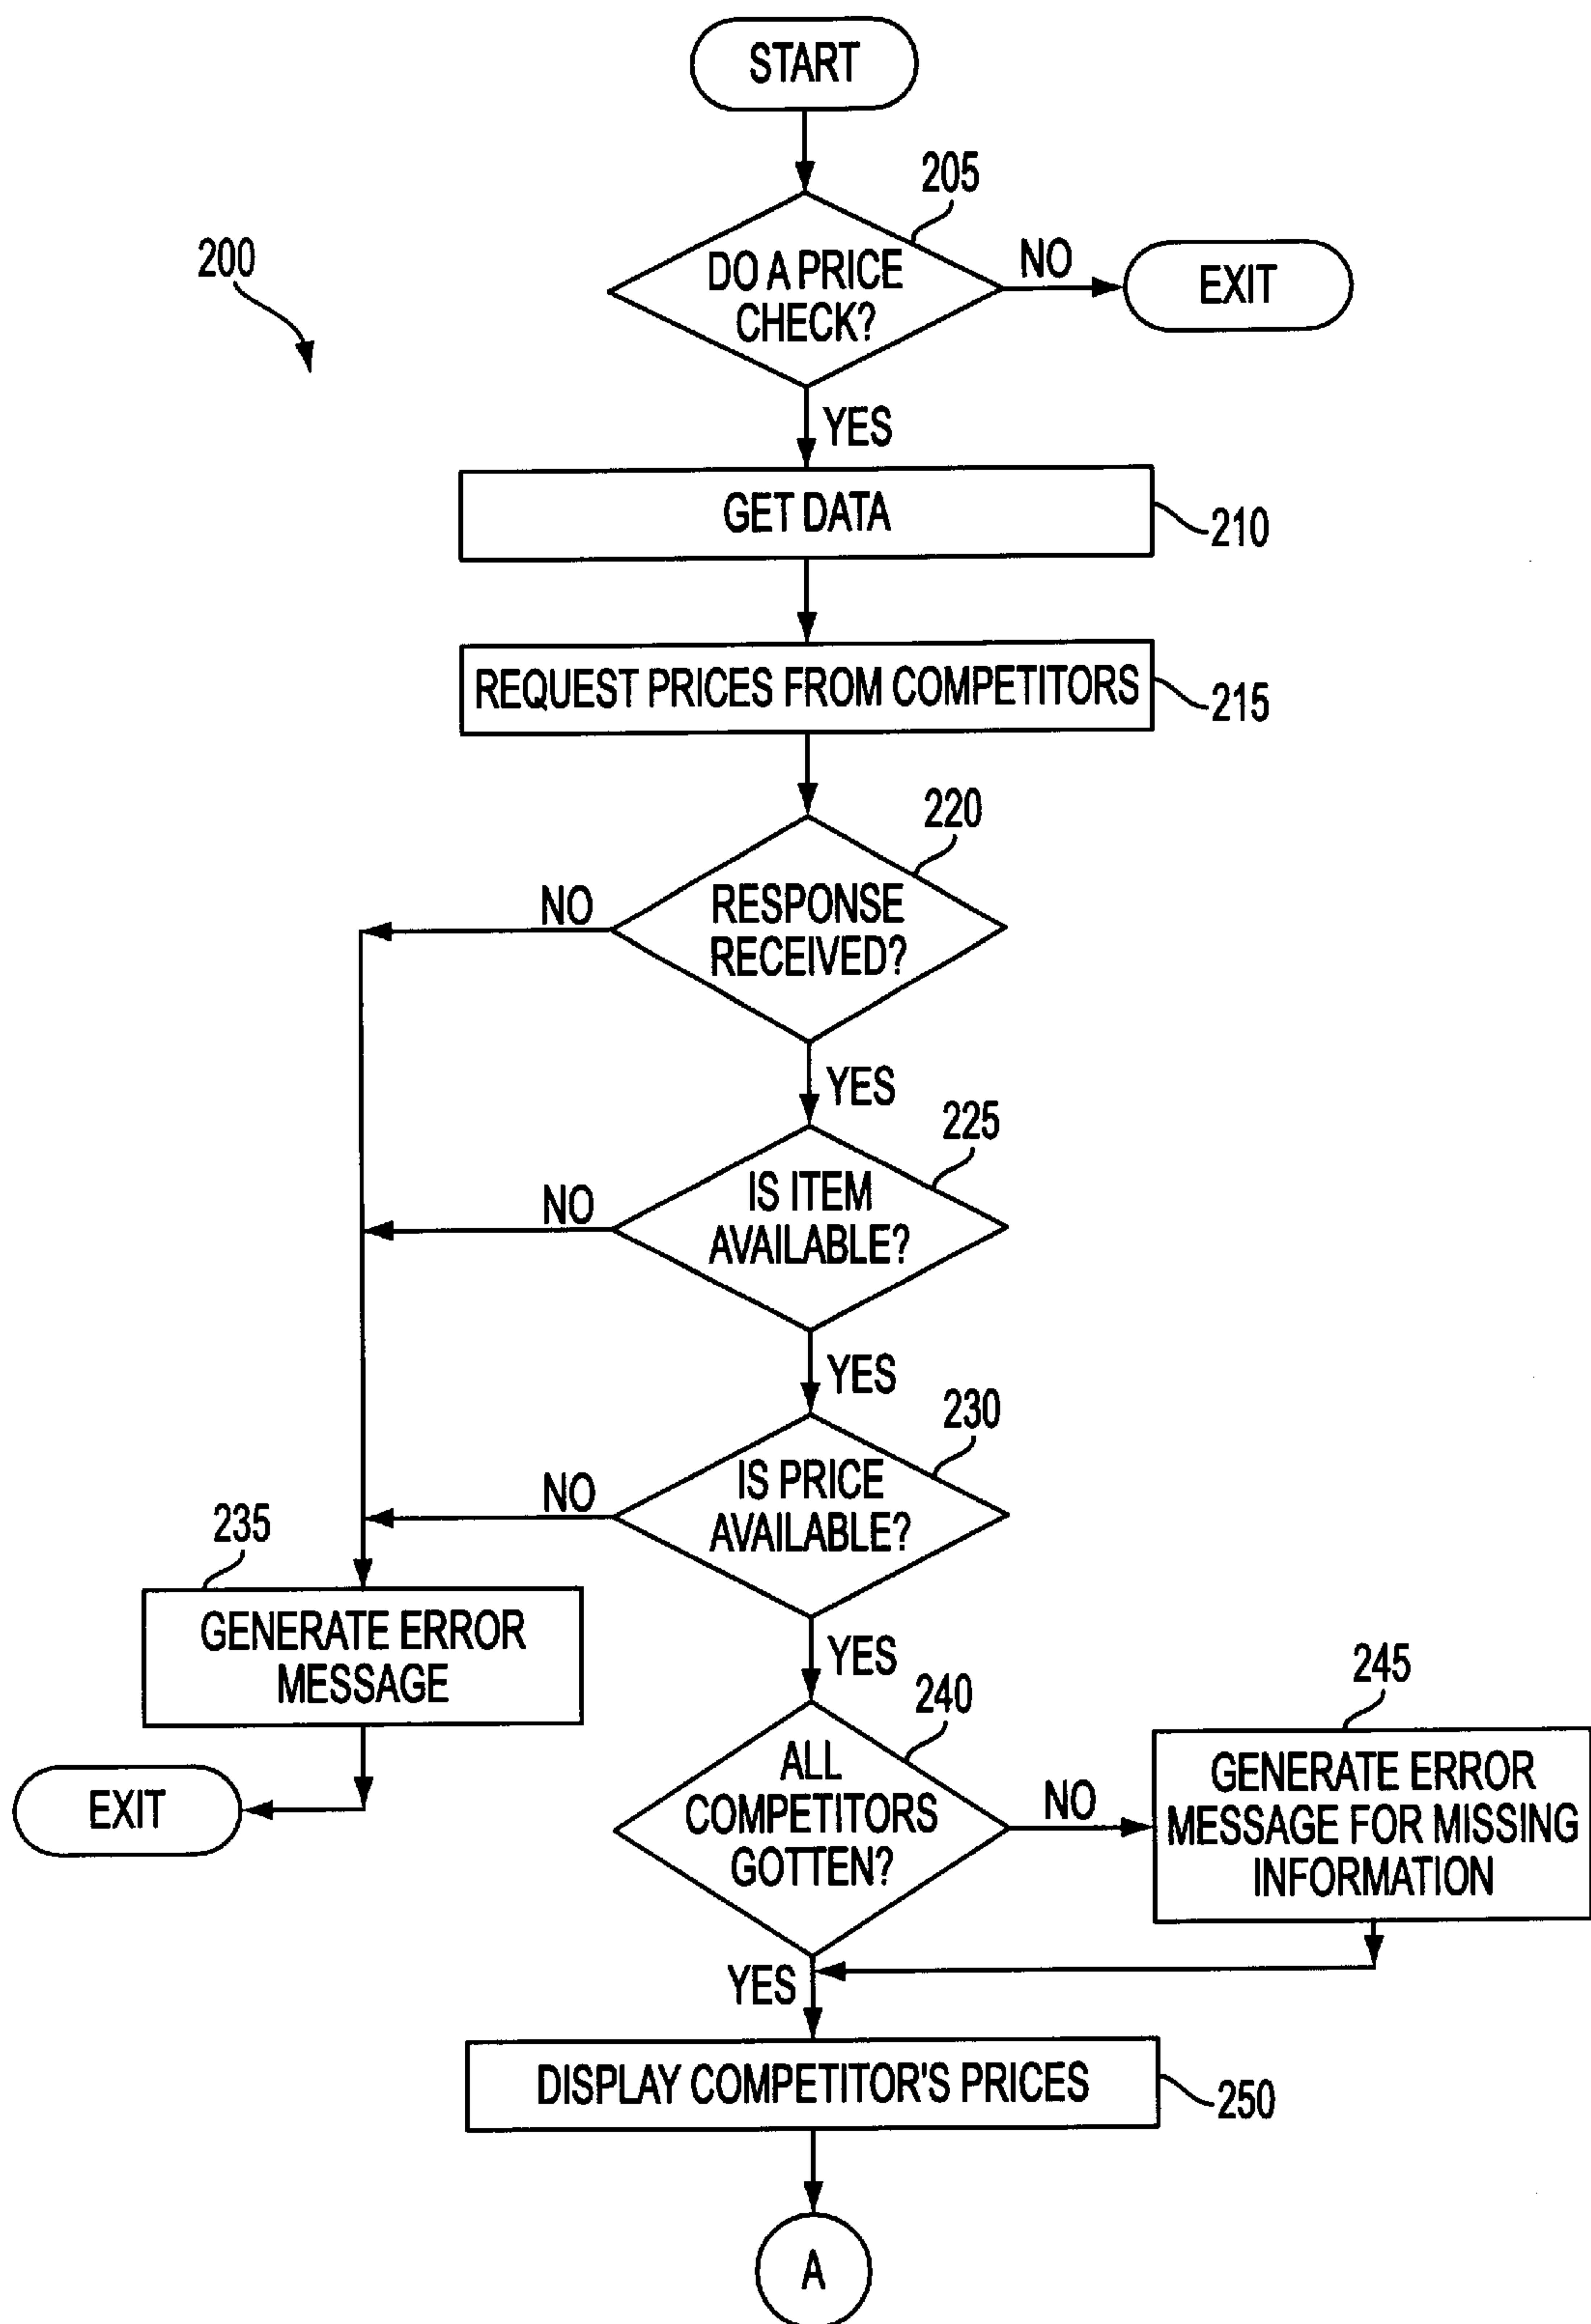 START
205
200
DO A PRICE
CHECK?
NO
EXIT
YES
GET DATA
210
REQUEST PRICES FROM COMPETITORS
215
220
NO
RESPONSE
RECEIVED?
YES
225
NO
IS ITEM
AVAILABLE?
YES
230
NO
IS PRICE
AVAILABLE?
235
GENERATE ERROR
MESSAGE
EXIT
YES
240
ALL
COMPETITORS
GOTTEN?
NO
245
GENERATE ERROR
MESSAGE FOR MISSING
INFORMATION
YES
DISPLAY COMPETITOR'S PRICES
250
A